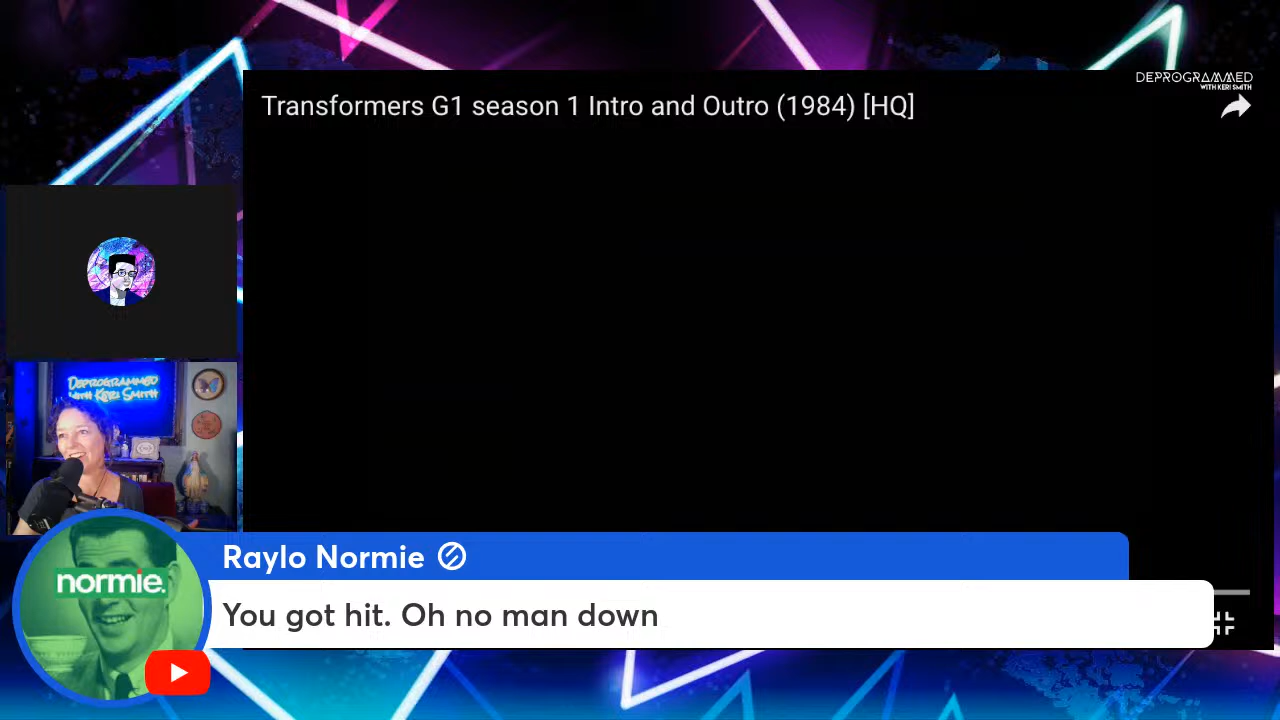 DEPROGRAMMED
WITH KERI SMITH
Transformers G1 season 1 Intro and Outro (1984) [HQ]
DEPROGRAMMED
WITH KERI SMITH
normie.
Raylo Normie
You got hit. Oh no man down